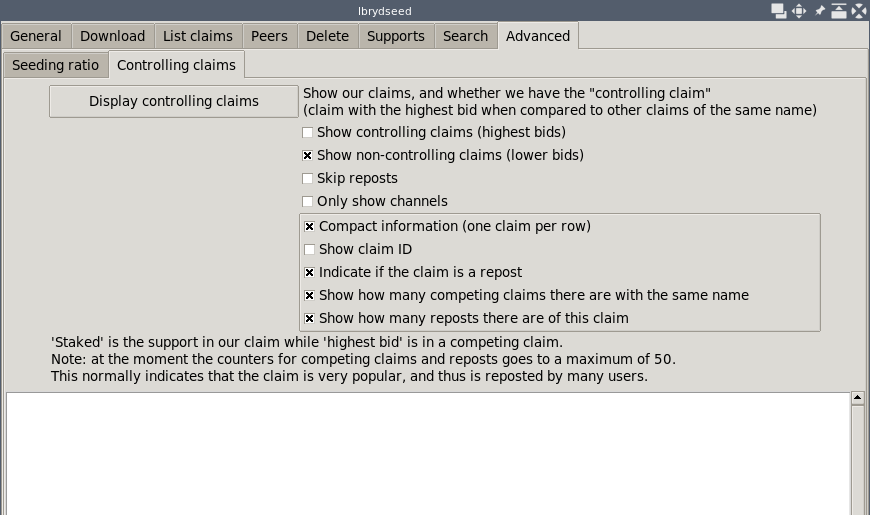 lbrydseed
General Download List claims Peers Delete Supports Search Advanced
Seeding ratio Controlling claims
Display controlling claims
Show our claims, and whether we have the "controlling claim"
(claim with the highest bid when compared to other claims of the same name)
Show controlling claims (highest bids)
Show non-controlling claims (lower bids)
Skip reposts
Only show channels
Compact information (one claim per row)
Show claim ID
Indicate if the claim is a repost
Show how many competing claims there are with the same name
Show how many reposts there are of this claim
'Staked' is the support in our claim while 'highest bid' is in a competing claim.
Note: at the moment the counters for competing claims and reposts goes to a maximum of 50.
This normally indicates that the claim is very popular, and thus is reposted by many users.